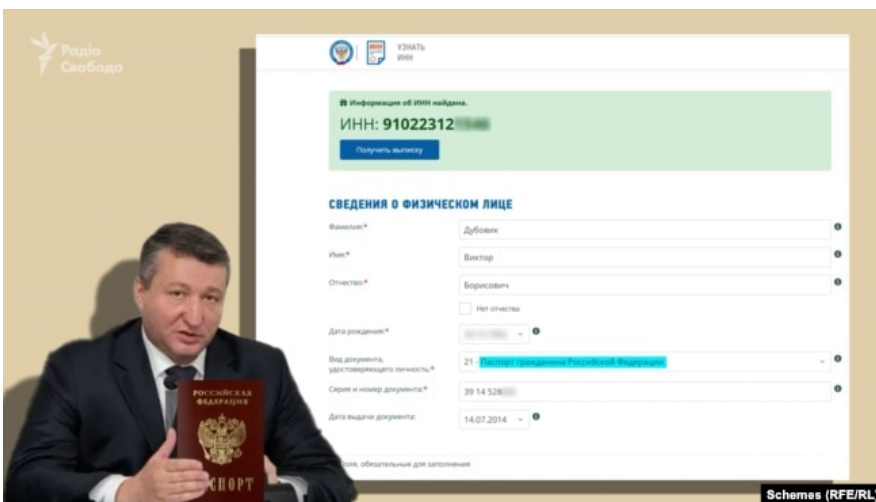 Радіо
Свобода
УЗНАТЬ
ИНН
Информация об ИНН найдена.
ИНН: 91022312
Получить выписку
СВЕДЕНИЯ О ФИЗИЧЕСКОМ ЛИЦЕ
Фамилия:*
Дубовик
Имя:*
Виктор
Отчество:*
Борисович
Нет отчества
Дата рождения:*
Вид документа,
удостоверяющего личность:*
21 - Паспорт гражданина Российской Федерации
Серия и номер документа:*
39 14 528
Дата выдачи документа:
14.07.2014
поля, обязательные для заполнения
РОССИЙСКАЯ
ФЕДЕРАЦИЯ
СПОРТ
Schemes (RFE/RL)